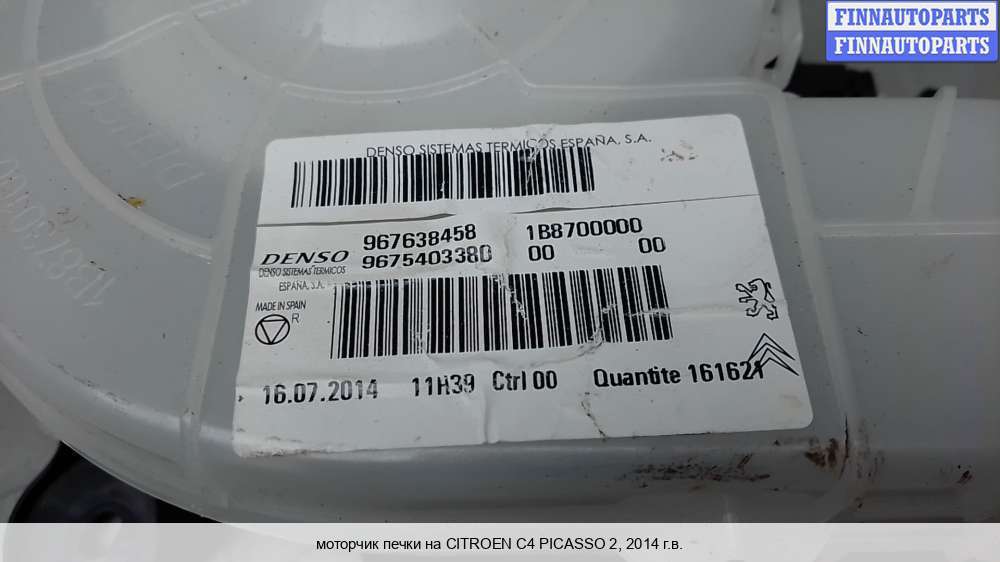 FINNAUTOPARTS
FINNAUTOPARTS
DENSO SISTEMAS TERMICOS ESPAÑA, S.A.
967638458 1B8700000
DENSO 9675403380 00 00
DENSO SISTEMAS TÉRMICOS
ESPAÑA, S.A.
MADE IN SPAIN
R
16.07.2014 11H39 Ctrl 00 Quantite 161621
моторчик печки на CITROEN C4 PICASSO 2, 2014 г.в.